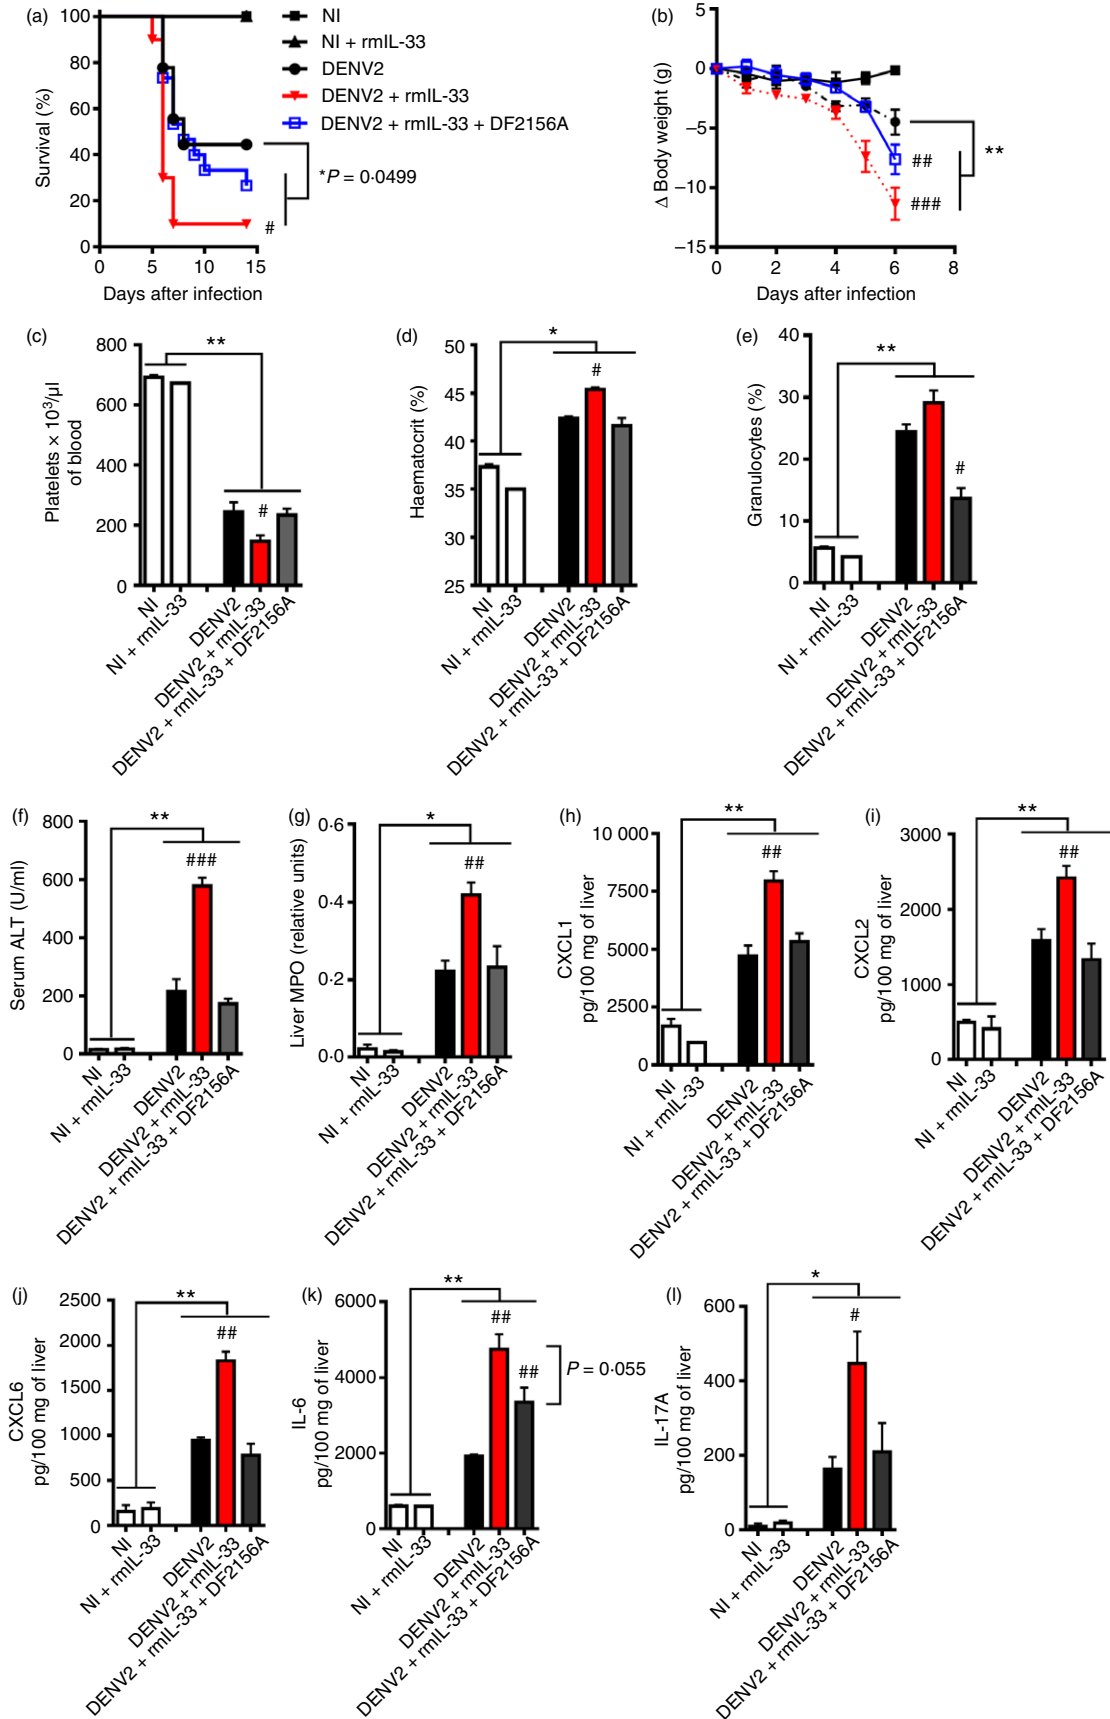 (a)
100
80
60
40
20
0
Survival (%)
0 5 10 15
Days after infection
NI
NI + rmIL-33
DENV2
DENV2 + rmIL-33
DENV2 + rmIL-33 + DF2156A
*P = 0·0499
#
(b)
5
0
–5
–10
–15
Δ Body weight (g)
0 2 4 6 8
Days after infection
##
###
**
(c)
800
600
400
200
0
Platelets × 10³/μl
of blood
**
#
NI
NI + rmIL-33
DENV2
DENV2 + rmIL-33
DENV2 + rmIL-33 + DF2156A
(d)
50
45
40
35
30
25
Haematocrit (%)
*
#
NI
NI + rmIL-33
DENV2
DENV2 + rmIL-33
DENV2 + rmIL-33 + DF2156A
(e)
40
30
20
10
0
Granulocytes (%)
**
#
NI
NI + rmIL-33
DENV2
DENV2 + rmIL-33
DENV2 + rmIL-33 + DF2156A
(f)
800
600
400
200
0
Serum ALT (U/ml)
**
###
NI
NI + rmIL-33
DENV2
DENV2 + rmIL-33
DENV2 + rmIL-33 + DF2156A
(g)
0·6
0·4
0·2
0·0
Liver MPO (relative units)
*
##
NI
NI + rmIL-33
DENV2
DENV2 + rmIL-33
DENV2 + rmIL-33 + DF2156A
(h)
10 000
7500
5000
2500
0
CXCL1
pg/100 mg of liver
**
##
NI
NI + rmIL-33
DENV2
DENV2 + rmIL-33
DENV2 + rmIL-33 + DF2156A
(i)
3000
2000
1000
0
CXCL2
pg/100 mg of liver
**
##
NI
NI + rmIL-33
DENV2
DENV2 + rmIL-33
DENV2 + rmIL-33 + DF2156A
(j)
2500
2000
1500
1000
500
0
CXCL6
pg/100 mg of liver
**
##
NI
NI + rmIL-33
DENV2
DENV2 + rmIL-33
DENV2 + rmIL-33 + DF2156A
(k)
6000
4000
2000
0
IL-6
pg/100 mg of liver
**
##
##
P = 0·055
NI
NI + rmIL-33
DENV2
DENV2 + rmIL-33
DENV2 + rmIL-33 + DF2156A
(l)
600
400
200
0
IL-17A
pg/100 mg of liver
*
#
NI
NI + rmIL-33
DENV2
DENV2 + rmIL-33
DENV2 + rmIL-33 + DF2156A